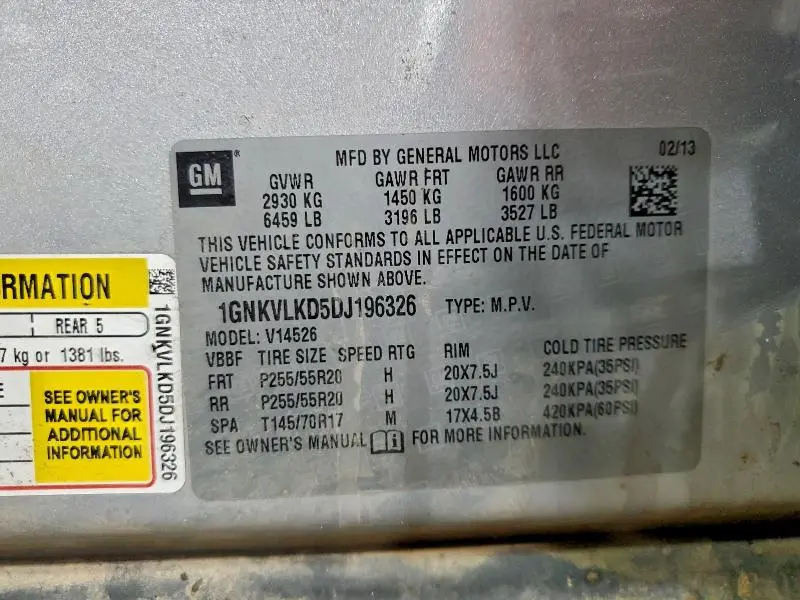 GM®
MFD BY GENERAL MOTORS LLC 02/13
GVWR GAWR FRT GAWR RR
2930 KG 1450 KG 1600 KG
6459 LB 3196 LB 3527 LB
THIS VEHICLE CONFORMS TO ALL APPLICABLE U.S. FEDERAL MOTOR
VEHICLE SAFETY STANDARDS IN EFFECT ON THE DATE OF
MANUFACTURE SHOWN ABOVE.
1GNKVLKD5DJ196326 TYPE: M.P.V.
MODEL: V14526
VBBF TIRE SIZE SPEED RTG RIM COLD TIRE PRESSURE
FRT P255/55R20 H 20X7.5J 240KPA(35PSI)
RR P255/55R20 H 20X7.5J 240KPA(35PSI)
SPA T145/70R17 M 17X4.5B 420KPA(60PSI)
SEE OWNER'S MANUAL FOR MORE INFORMATION.
RMATION
REAR 5
7 kg or 1381 lbs.
SEE OWNER'S
MANUAL FOR
ADDITIONAL
INFORMATION
1GNKVLKD5DJ196326